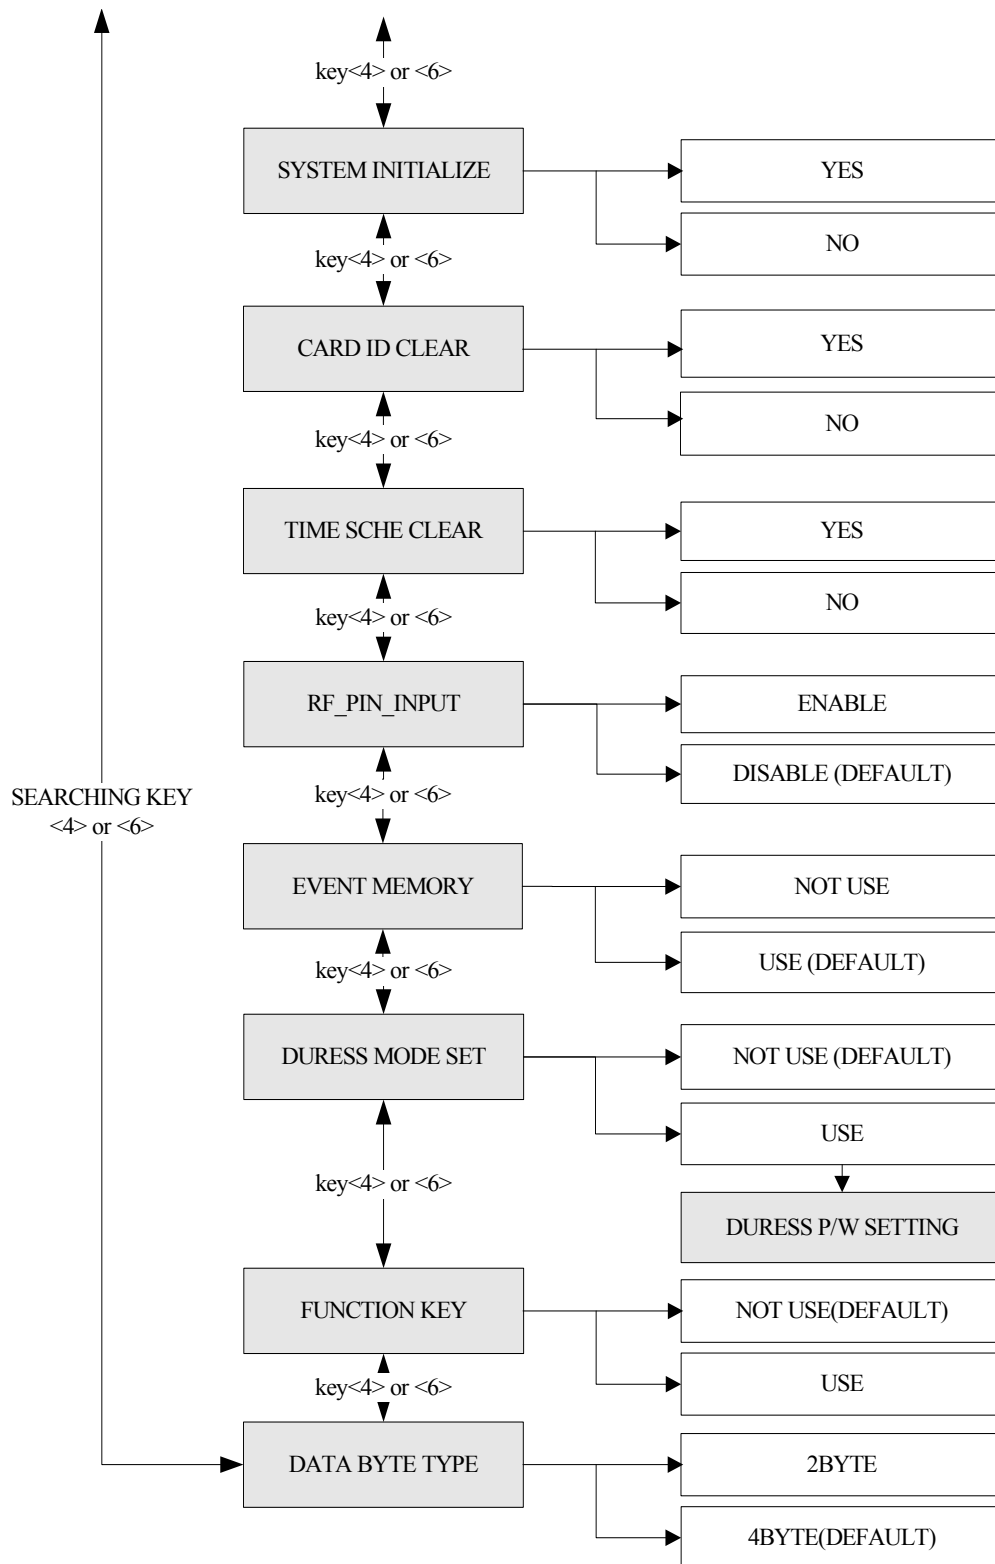 key<4> or <6>
SYSTEM INITIALIZE
YES
NO
key<4> or <6>
CARD ID CLEAR
YES
NO
key<4> or <6>
TIME SCHE CLEAR
YES
NO
key<4> or <6>
RF_PIN_INPUT
ENABLE
DISABLE (DEFAULT)
key<4> or <6>
SEARCHING KEY
<4> or <6>
EVENT MEMORY
NOT USE
USE (DEFAULT)
key<4> or <6>
DURESS MODE SET
NOT USE (DEFAULT)
USE
key<4> or <6>
DURESS P/W SETTING
FUNCTION KEY
NOT USE(DEFAULT)
USE
key<4> or <6>
DATA BYTE TYPE
2BYTE
4BYTE(DEFAULT)